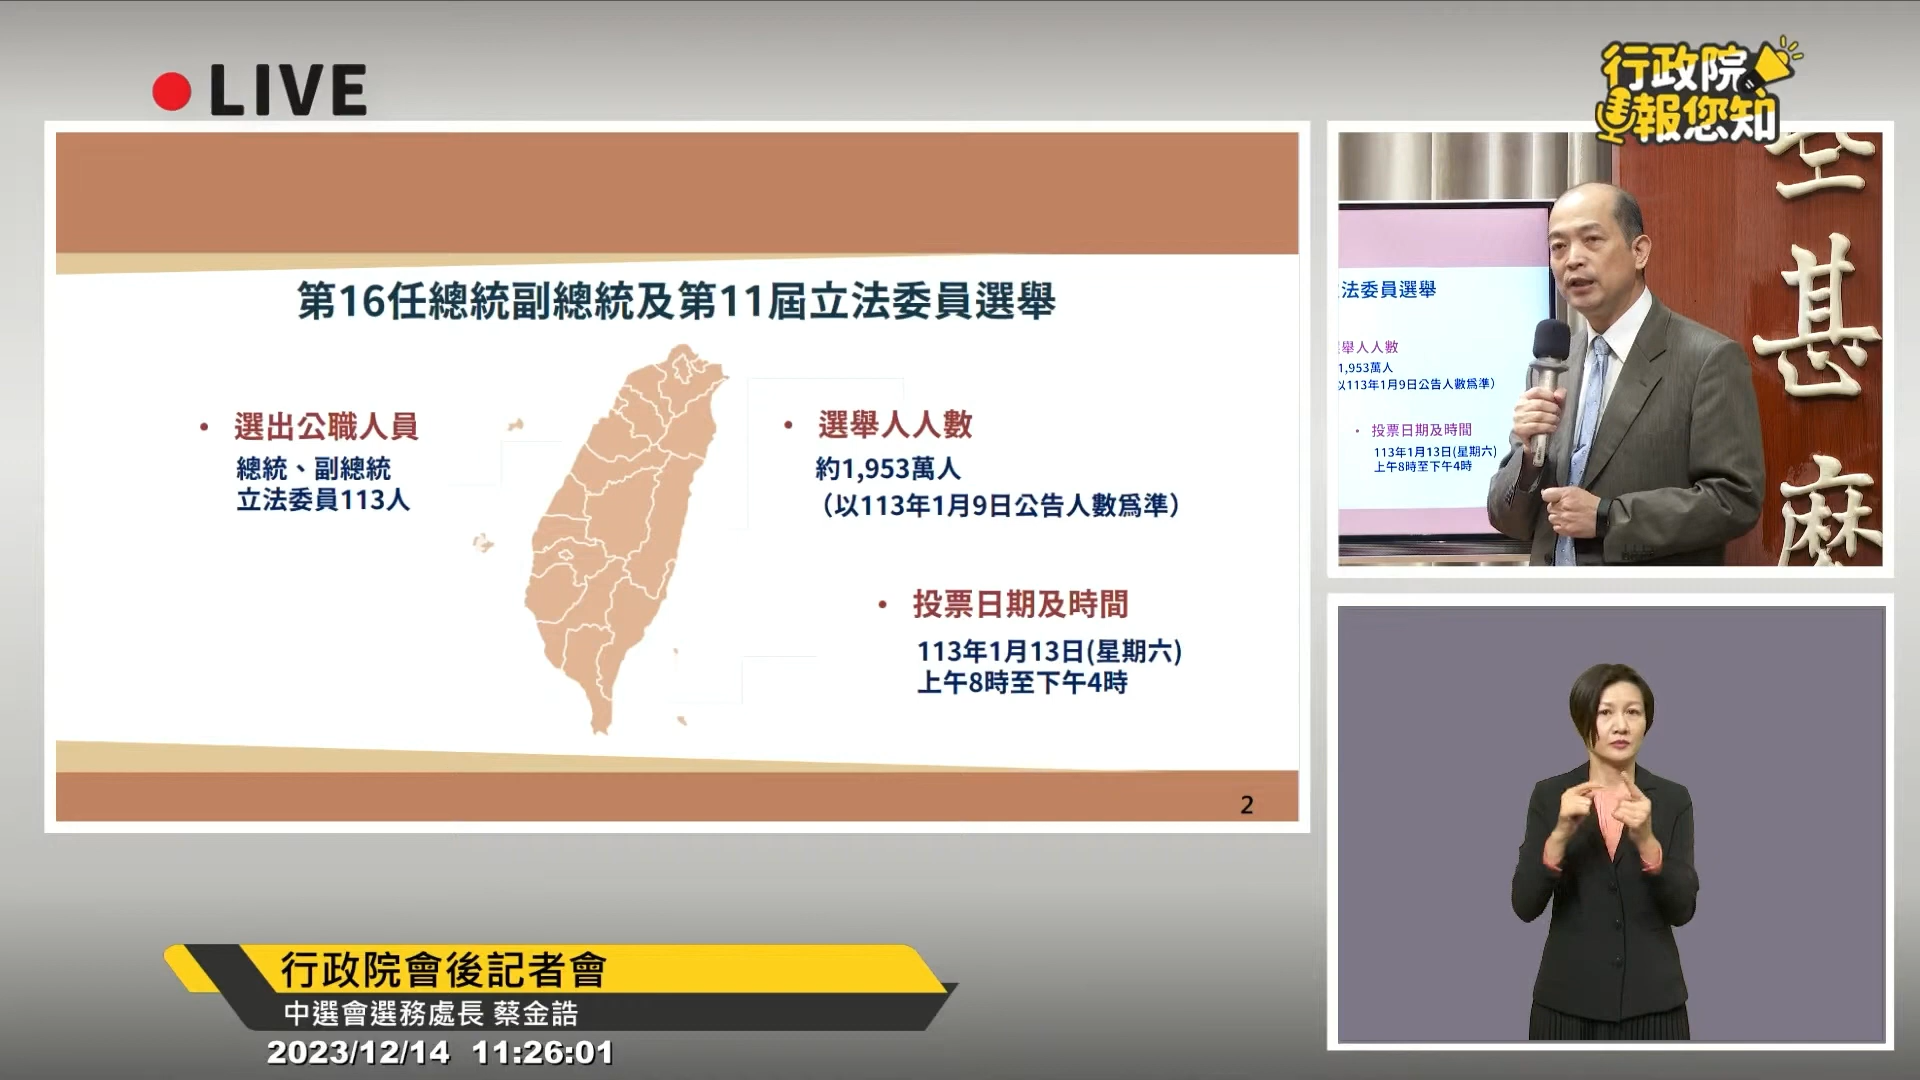 LIVE
行政院
報您知
第16任總統副總統及第11屆立法委員選舉
• 選出公職人員
總統、副總統
立法委員113人
• 選舉人人數
約1,953萬人
（以113年1月9日公告人數為準）
• 投票日期及時間
113年1月13日(星期六)
上午8時至下午4時
2
法委員選舉
舉人人數
1,953萬人
以113年1月9日公告人數為準）
• 投票日期及時間
113年1月13日(星期六)
上午8時至下午4時
甚
麻
行政院會後記者會
中選會選務處長 蔡金誥
2023/12/14 11:26:01